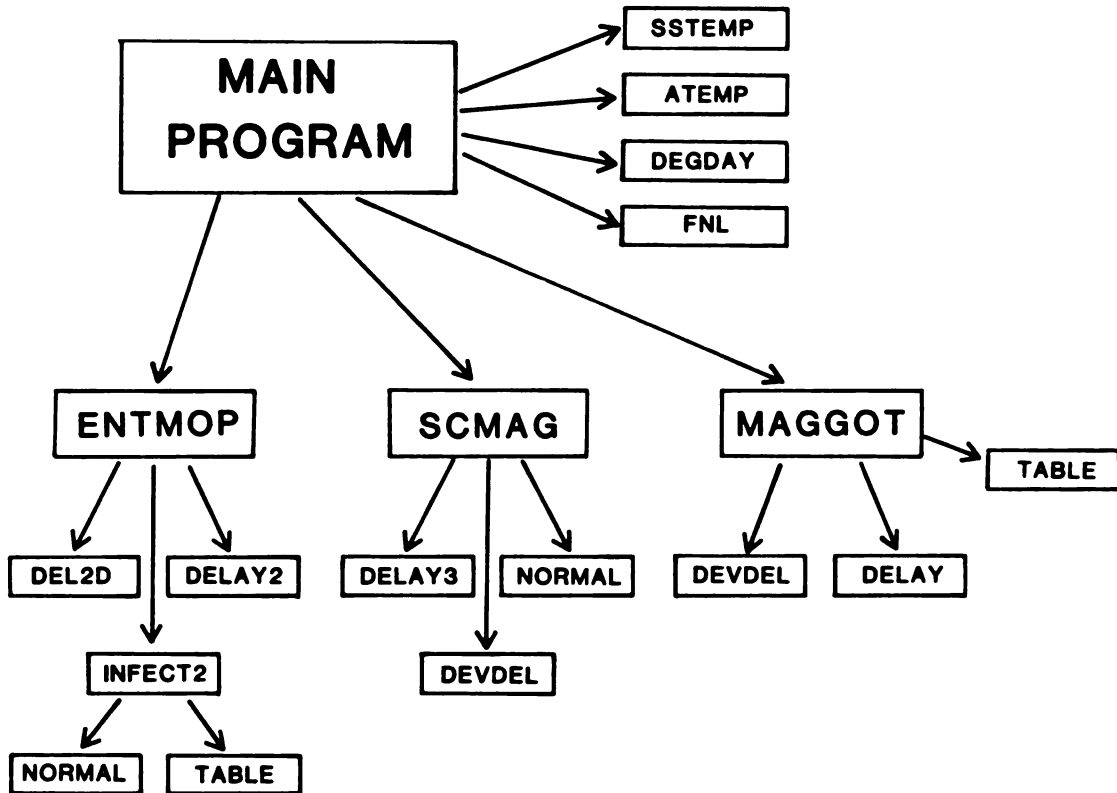 MAIN
PROGRAM
SSTEMP
ATEMP
DEGDAY
FNL
ENTMOP
SCMAG
MAGGOT
TABLE
DEL2D
DELAY2
DELAY3
NORMAL
DEVDEL
DELAY
INFECT2
DEVDEL
NORMAL
TABLE